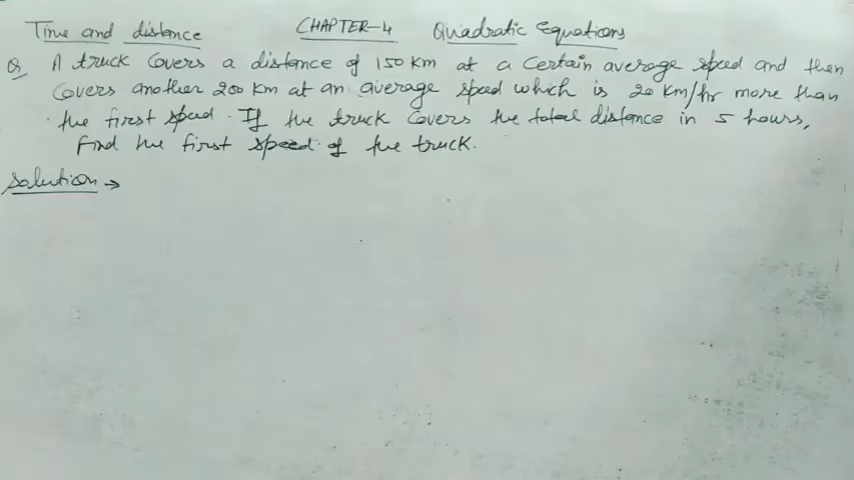 Time and distance CHAPTER-4 Quadratic Equations
Q A truck covers a distance of 150 km at a certain average speed and then
covers another 200 km at an average speed which is 20 km/hr more than
the first speed. If the truck covers the total distance in 5 hours,
find the first speed of the truck.
Solution →